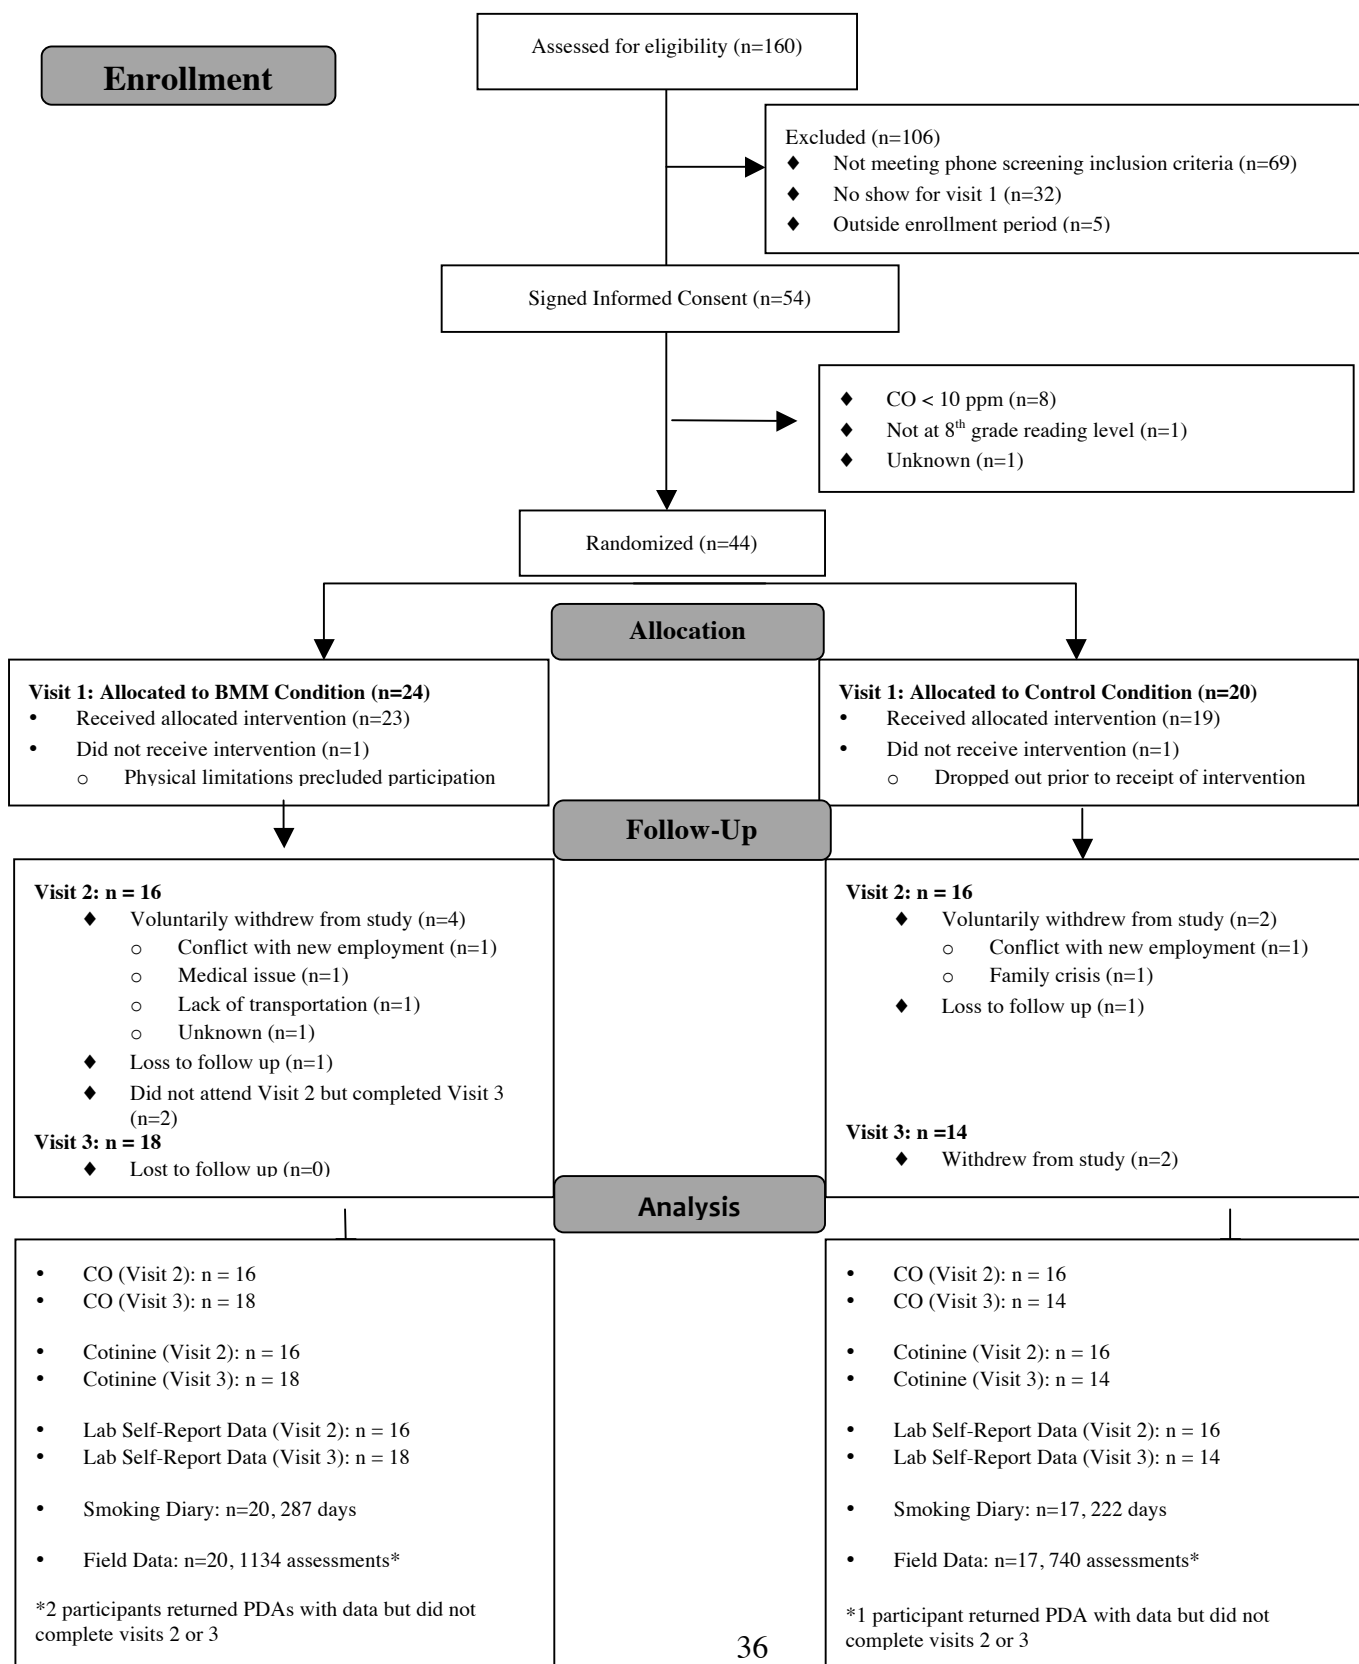 Assessed for eligibility (n=160)
Enrollment
Excluded (n=106)
♦ Not meeting phone screening inclusion criteria (n=69)
♦ No show for visit 1 (n=32)
♦ Outside enrollment period (n=5)
Signed Informed Consent (n=54)
♦ CO < 10 ppm (n=8)
♦ Not at 8th grade reading level (n=1)
♦ Unknown (n=1)
Randomized (n=44)
Allocation
Visit 1: Allocated to BMM Condition (n=24)
• Received allocated intervention (n=23)
• Did not receive intervention (n=1)
o Physical limitations precluded participation
Visit 1: Allocated to Control Condition (n=20)
• Received allocated intervention (n=19)
• Did not receive intervention (n=1)
o Dropped out prior to receipt of intervention
Follow-Up
Visit 2: n = 16
♦ Voluntarily withdrew from study (n=4)
o Conflict with new employment (n=1)
o Medical issue (n=1)
o Lack of transportation (n=1)
o Unknown (n=1)
♦ Loss to follow up (n=1)
♦ Did not attend Visit 2 but completed Visit 3
(n=2)
Visit 3: n = 18
♦ Lost to follow up (n=0)
Visit 2: n = 16
♦ Voluntarily withdrew from study (n=2)
o Conflict with new employment (n=1)
o Family crisis (n=1)
♦ Loss to follow up (n=1)
Visit 3: n =14
♦ Withdrew from study (n=2)
Analysis
• CO (Visit 2): n = 16
• CO (Visit 3): n = 18
• Cotinine (Visit 2): n = 16
• Cotinine (Visit 3): n = 18
• Lab Self-Report Data (Visit 2): n = 16
• Lab Self-Report Data (Visit 3): n = 18
• Smoking Diary: n=20, 287 days
• Field Data: n=20, 1134 assessments*
*2 participants returned PDAs with data but did not
complete visits 2 or 3
• CO (Visit 2): n = 16
• CO (Visit 3): n = 14
• Cotinine (Visit 2): n = 16
• Cotinine (Visit 3): n = 14
• Lab Self-Report Data (Visit 2): n = 16
• Lab Self-Report Data (Visit 3): n = 14
• Smoking Diary: n=17, 222 days
• Field Data: n=17, 740 assessments*
*1 participant returned PDA with data but did not
complete visits 2 or 3
36